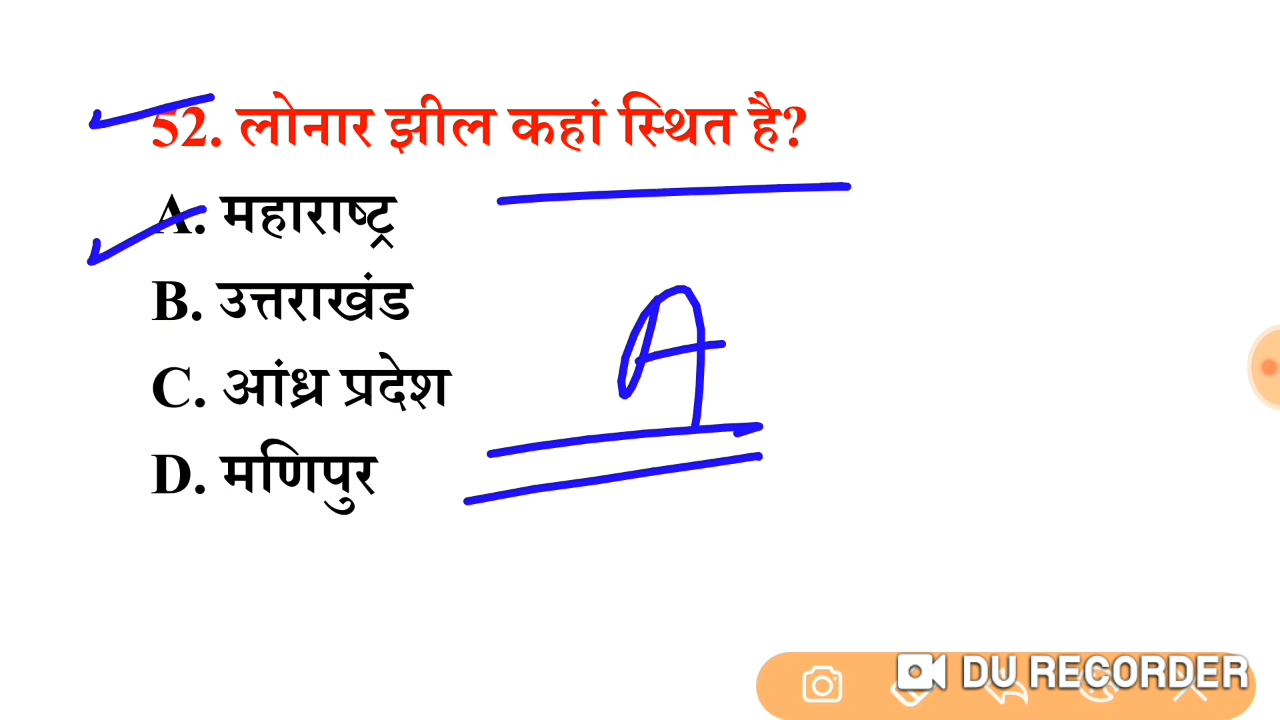 52. लोनार झील कहां स्थित है?
A. महाराष्ट्र
B. उत्तराखंड
A
C. आंध्र प्रदेश
D. मणिपुर
DU RECORDER